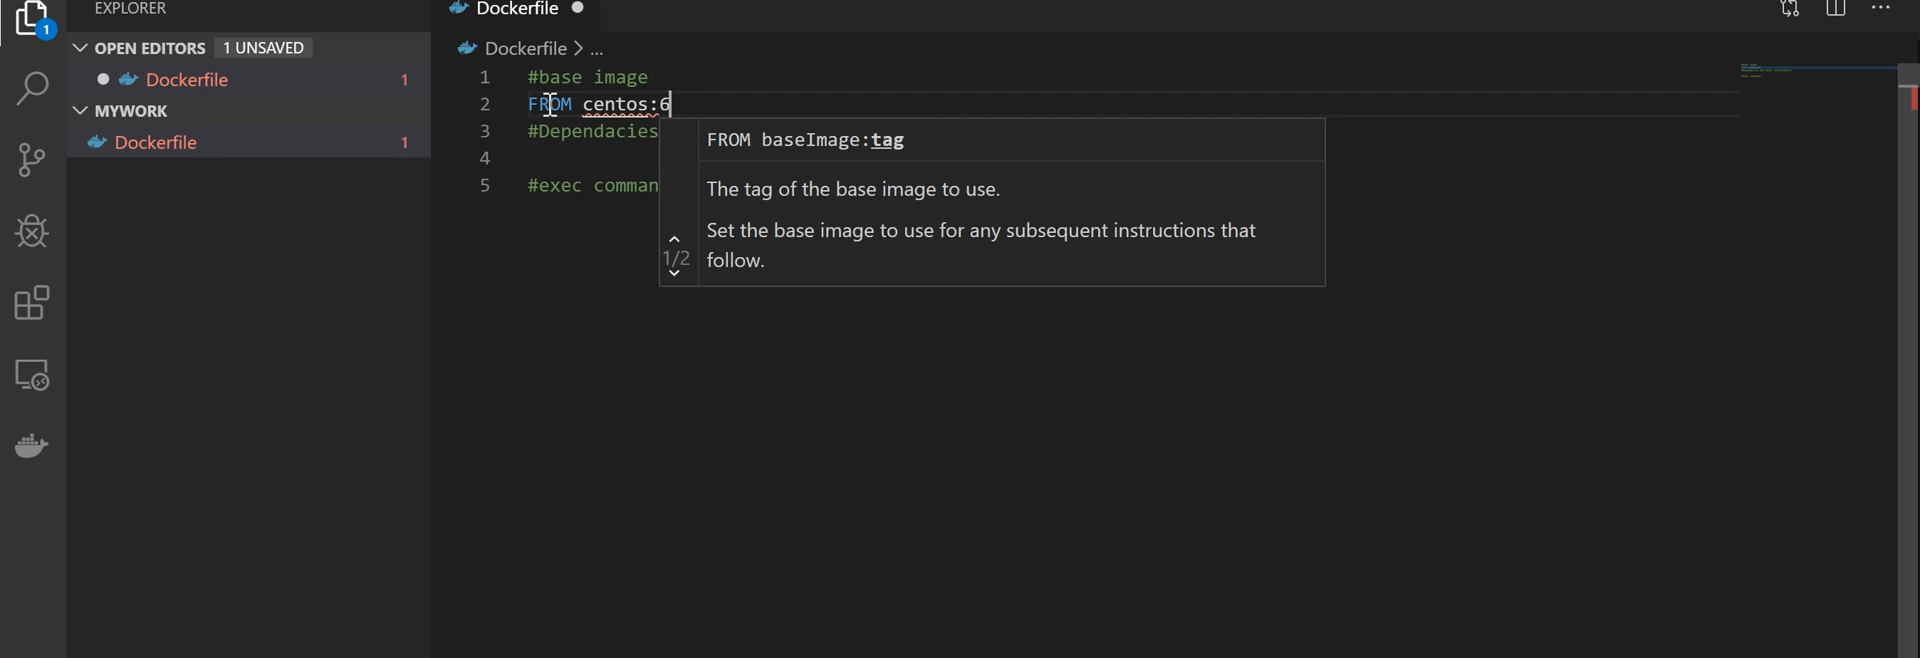 EXPLORER
OPEN EDITORS 1 UNSAVED
Dockerfile 1
MYWORK
Dockerfile 1
1
Dockerfile
Dockerfile > ...
1 #base image
2 FROM centos:6
3 #Dependacies
4
5 #exec comman
FROM baseImage:tag
The tag of the base image to use.
Set the base image to use for any subsequent instructions that
follow.
1/2